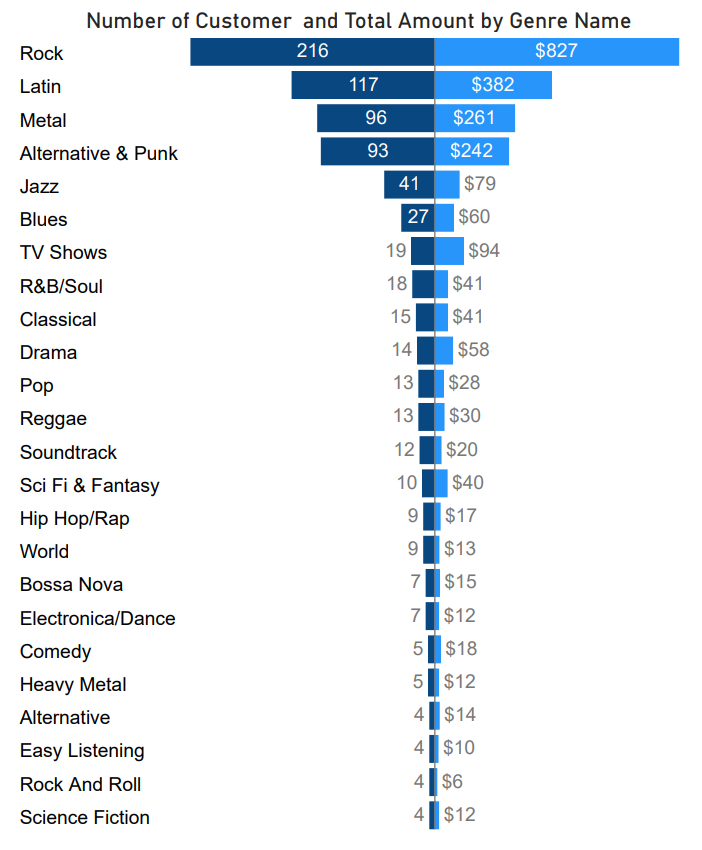 Number of Customer and Total Amount by Genre Name
Rock 216 $827
Latin 117 $382
Metal 96 $261
Alternative & Punk 93 $242
Jazz 41 $79
Blues 27 $60
TV Shows 19 $94
R&B/Soul 18 $41
Classical 15 $41
Drama 14 $58
Pop 13 $28
Reggae 13 $30
Soundtrack 12 $20
Sci Fi & Fantasy 10 $40
Hip Hop/Rap 9 $17
World 9 $13
Bossa Nova 7 $15
Electronica/Dance 7 $12
Comedy 5 $18
Heavy Metal 5 $12
Alternative 4 $14
Easy Listening 4 $10
Rock And Roll 4 $6
Science Fiction 4 $12